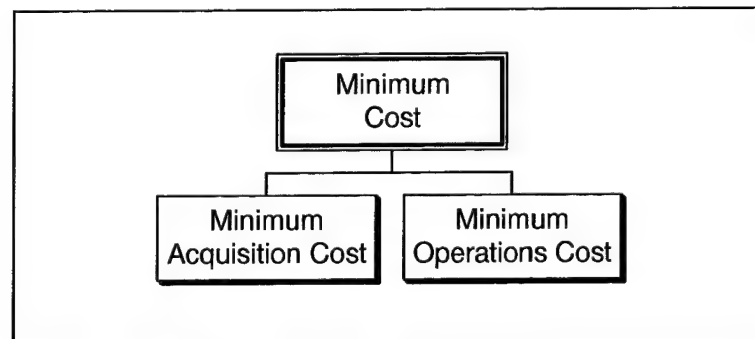 Minimum
Cost
Minimum
Acquisition Cost
Minimum
Operations Cost